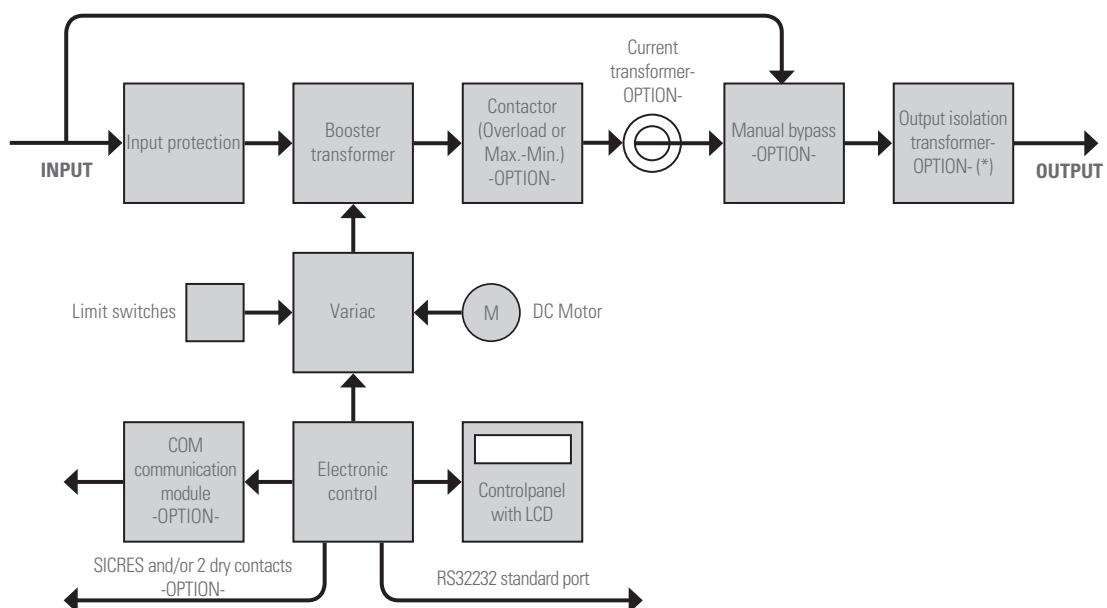 Current
transformer-
OPTION-
Input protection
Booster
transformer
Contactor
(Overload or
Max.-Min.)
-OPTION-
Manual bypass
-OPTION-
Output isolation
transformer-
OPTION- (*)
INPUT
OUTPUT
Limit switches
Variac
M
DC Motor
COM
communication
module
-OPTION-
Electronic
control
Controlpanel
with LCD
SICRES and/or 2 dry contacts
-OPTION-
RS32232 standard port